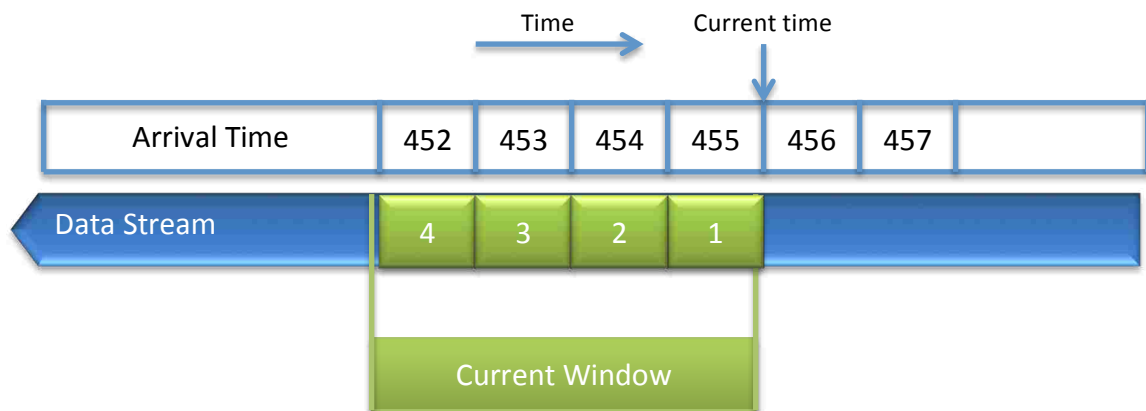 Time Current time
Arrival Time 452 453 454 455 456 457
Data Stream 4 3 2 1
Current Window